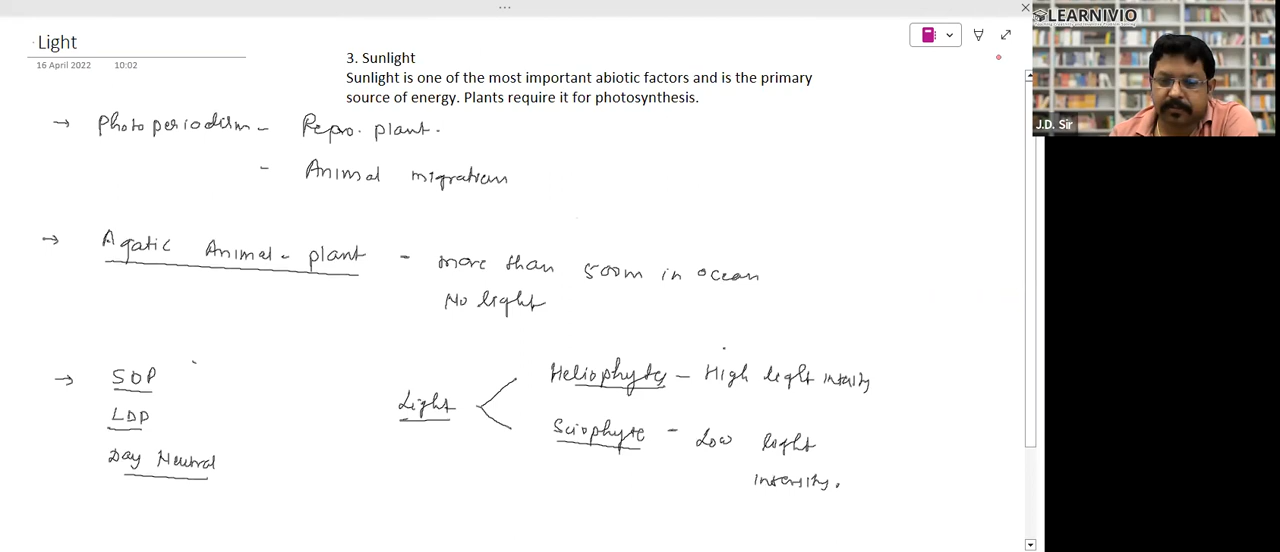 Light
16 April 2022 10:02
3. Sunlight
Sunlight is one of the most important abiotic factors and is the primary
source of energy. Plants require it for photosynthesis.
→ Photoperiodism - Repro. plant.
- Animal migration
→ Aqatic Animal - plant - more than 500m in ocean
No light
→ SDP
LDP
Day Neutral
Light
Heliophytes - High light intensity
Sciophyte - Low light
intensity.
LEARNIVIO
J.D. Sir